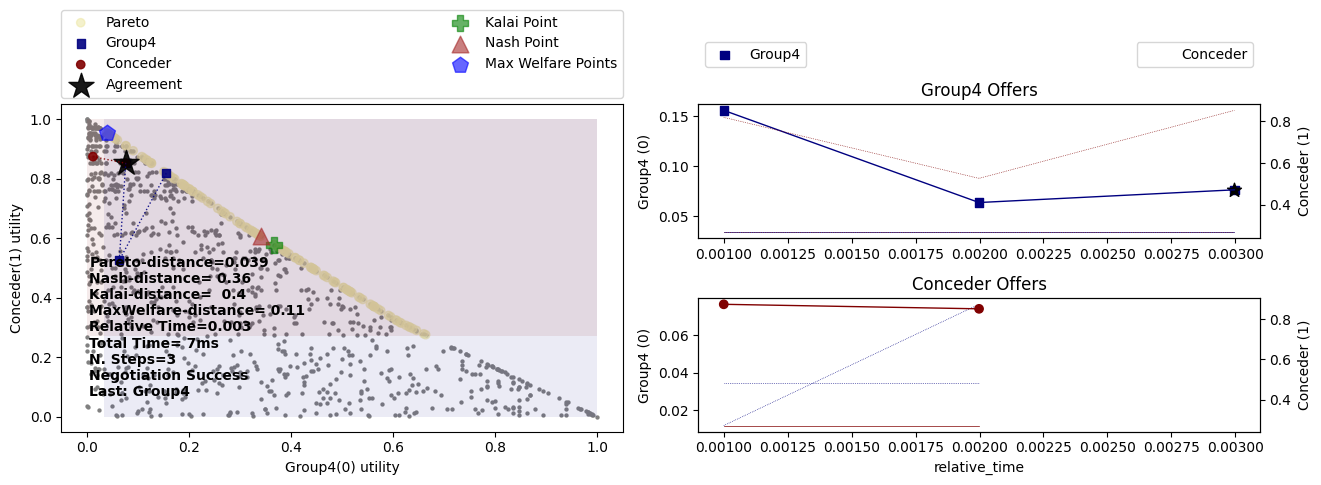 Pareto
Group4
Conceder
Agreement
Kalai Point
Nash Point
Max Welfare Points
1.0
0.8
0.6
0.4
0.2
0.0
Conceder(1) utility
Pareto-distance=0.039
Nash-distance= 0.36
Kalai-distance=  0.4
MaxWelfare-distance= 0.11
Relative Time=0.003
Total Time= 7ms
N. Steps=3
Negotiation Success
Last: Group4
0.0 0.2 0.4 0.6 0.8 1.0
Group4(0) utility
Group4
Conceder
Group4 Offers
0.15
0.10
0.05
Group4 (0)
0.8
0.6
0.4
Conceder (1)
0.00100 0.00125 0.00150 0.00175 0.00200 0.00225 0.00250 0.00275 0.00300
Conceder Offers
0.06
0.04
0.02
Group4 (0)
0.8
0.6
0.4
Conceder (1)
0.00100 0.00125 0.00150 0.00175 0.00200 0.00225 0.00250 0.00275 0.00300
relative_time